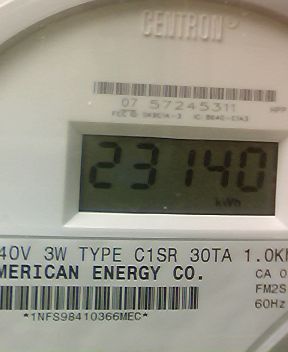 CENTRON®
07 57245311
23140
kWh
40V 3W TYPE C1SR 30TA 1.0K
MERICAN ENERGY CO.
CA 0
FM2S
60Hz
*1NFS98410366MEC*